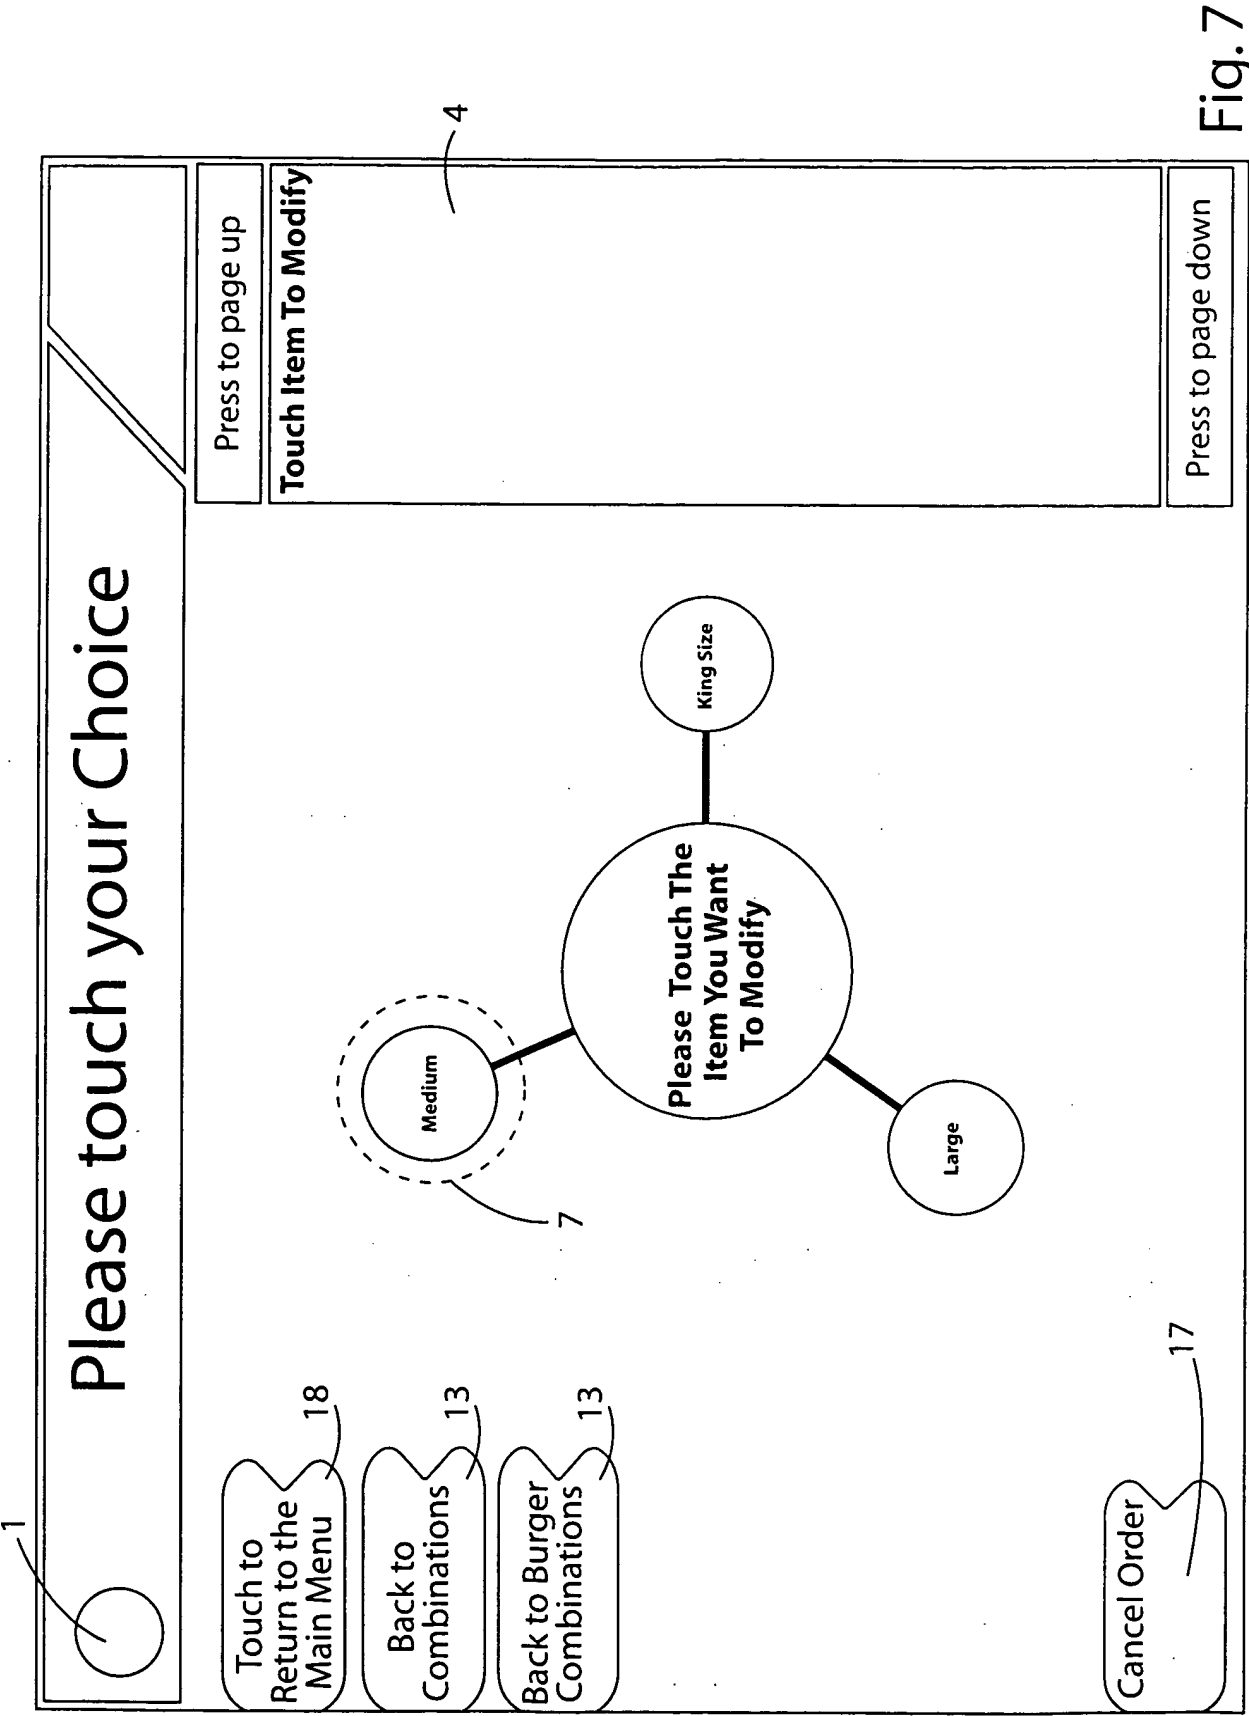 1
Please touch your Choice
Touch to
Return to the
Main Menu
18
Back to
Combinations
13
Back to Burger
Combinations
13
Cancel Order
17
Medium
7
Please Touch The
Item You Want
To Modify
King Size
Large
Press to page up
Touch Item To Modify
4
Press to page down
Fig. 7